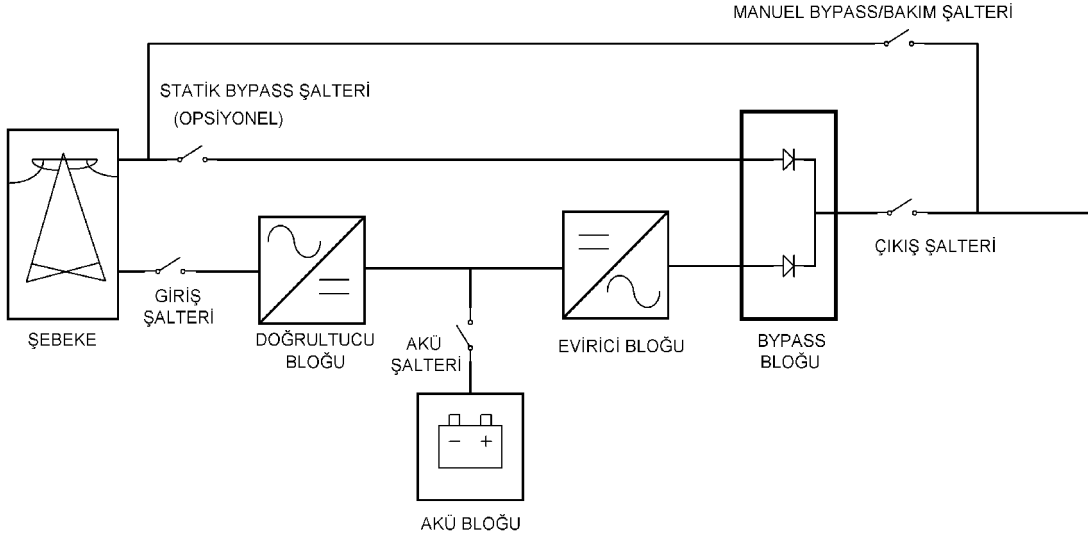 MANUEL BYPASS/BAKIM ŞALTERİ
STATİK BYPASS ŞALTERİ
(OPSİYONEL)
ÇIKIŞ ŞALTERİ
GİRİŞ
ŞALTERİ
ŞEBEKE
DOĞRULTUCU
BLOĞU
AKÜ
ŞALTERİ
EVİRİCİ BLOĞU
BYPASS
BLOĞU
- +
AKÜ BLOĞU